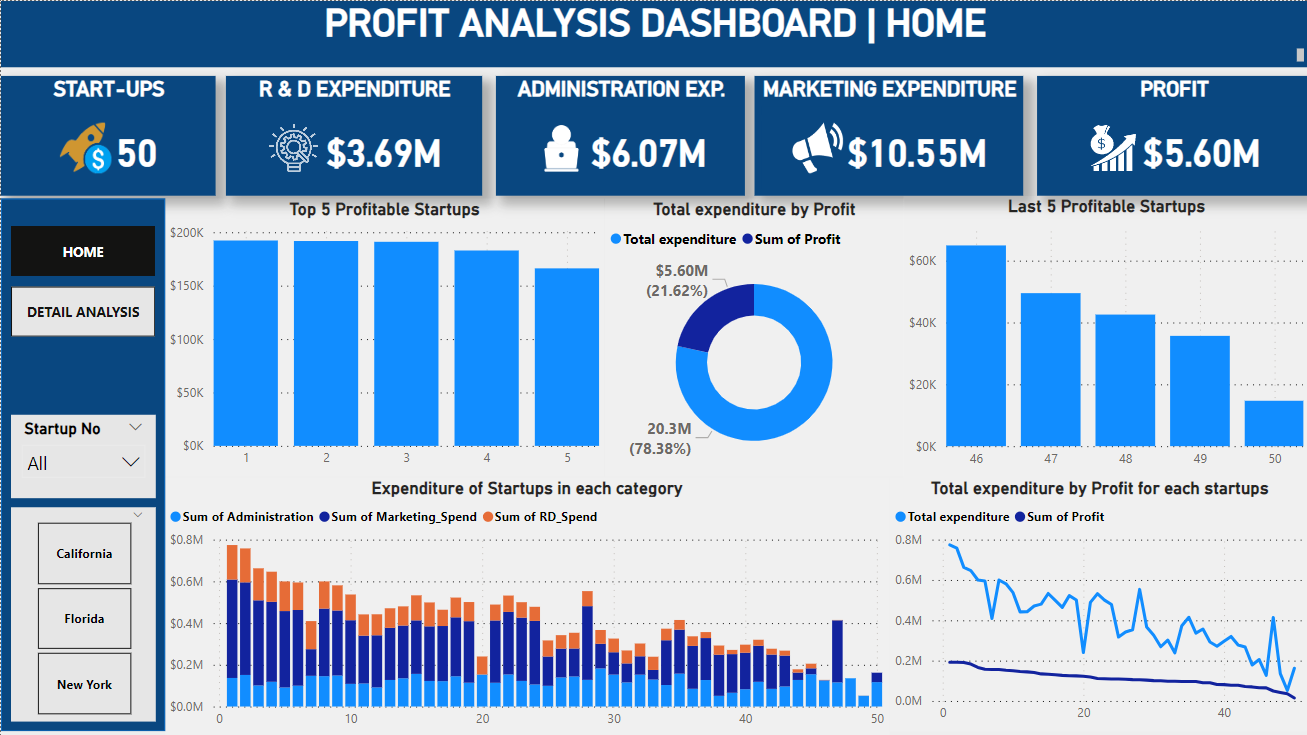 PROFIT ANALYSIS DASHBOARD | HOME
START-UPS
50
R & D EXPENDITURE
$3.69M
ADMINISTRATION EXP.
$6.07M
MARKETING EXPENDITURE
$10.55M
PROFIT
$5.60M
HOME
DETAIL ANALYSIS
Startup No
All
California
Florida
New York
Top 5 Profitable Startups
$200K
$150K
$100K
$50K
$0K
1 2 3 4 5
Total expenditure by Profit
Total expenditure Sum of Profit
$5.60M
(21.62%)
20.3M
(78.38%)
Last 5 Profitable Startups
$60K
$40K
$20K
$0K
46 47 48 49 50
Expenditure of Startups in each category
Sum of Administration Sum of Marketing_Spend Sum of RD_Spend
$0.8M
$0.6M
$0.4M
$0.2M
$0.0M
0 10 20 30 40 50
Total expenditure by Profit for each startups
Total expenditure Sum of Profit
0.8M
0.6M
0.4M
0.2M
0.0M
0 20 40